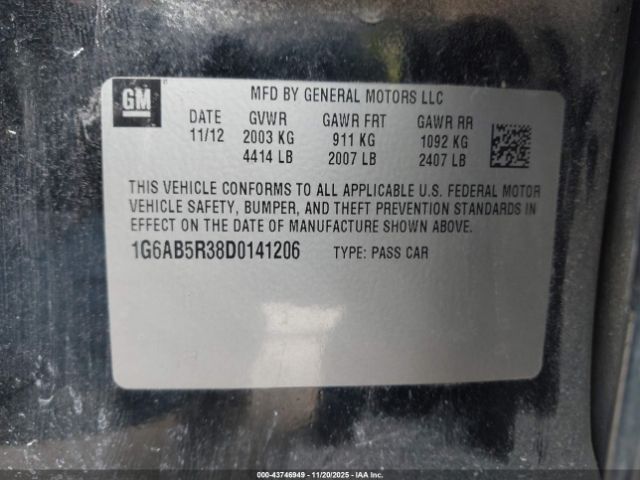 GM
MFD BY GENERAL MOTORS LLC
DATE GVWR GAWR FRT GAWR RR
11/12 2003 KG 911 KG 1092 KG
4414 LB 2007 LB 2407 LB
THIS VEHICLE CONFORMS TO ALL APPLICABLE U.S. FEDERAL MOTOR
VEHICLE SAFETY, BUMPER, AND THEFT PREVENTION STANDARDS IN
EFFECT ON THE DATE OF MANUFACTURE SHOWN ABOVE.
1G6AB5R38D0141206 TYPE: PASS CAR
000-43746949 - 11/20/2025 - IAA Inc.